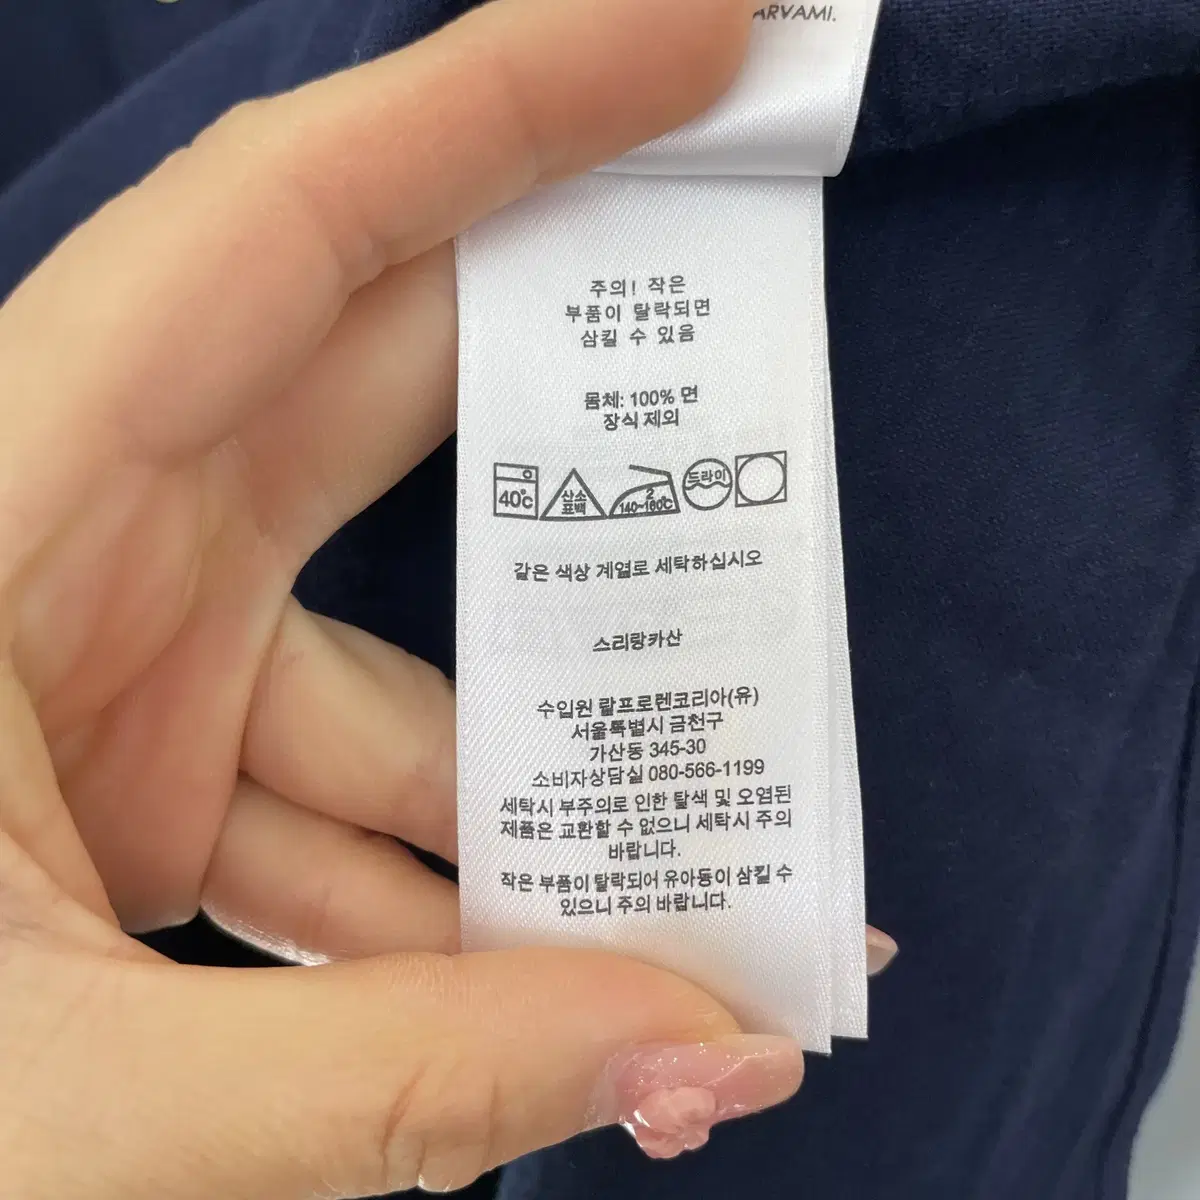 ARVAMI.
주의! 작은
부품이 탈락되면
삼킬 수 있음
몸체: 100% 면
장식 제외
40℃
산소
표백
2
140~160℃
드라이
같은 색상 계열로 세탁하십시오
스리랑카산
수입원 랄프로렌코리아(유)
서울특별시 금천구
가산동 345-30
소비자상담실 080-566-1199
세탁시 부주의로 인한 탈색 및 오염된
제품은 교환할 수 없으니 세탁시 주의
바랍니다.
작은 부품이 탈락되어 유아동이 삼킬 수
있으니 주의 바랍니다.